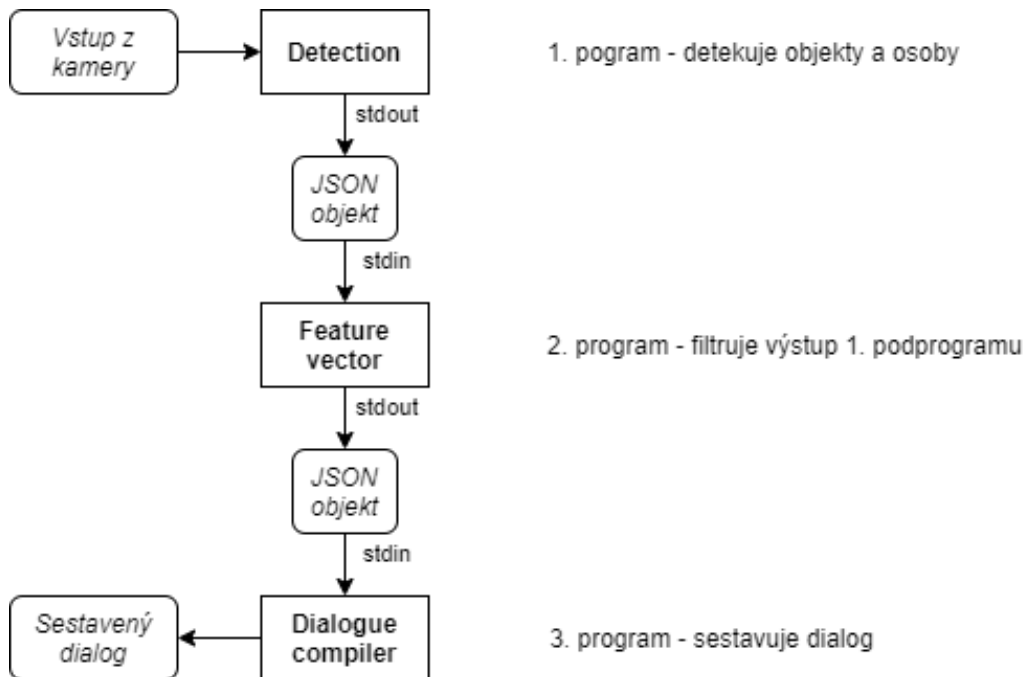 Vstup z
kamery
Detection
1. pogram - detekuje objekty a osoby
stdout
JSON
objekt
stdin
Feature
vector
2. program - filtruje výstup 1. podprogramu
stdout
JSON
objekt
stdin
Sestavený
dialog
Dialogue
compiler
3. program - sestavuje dialog